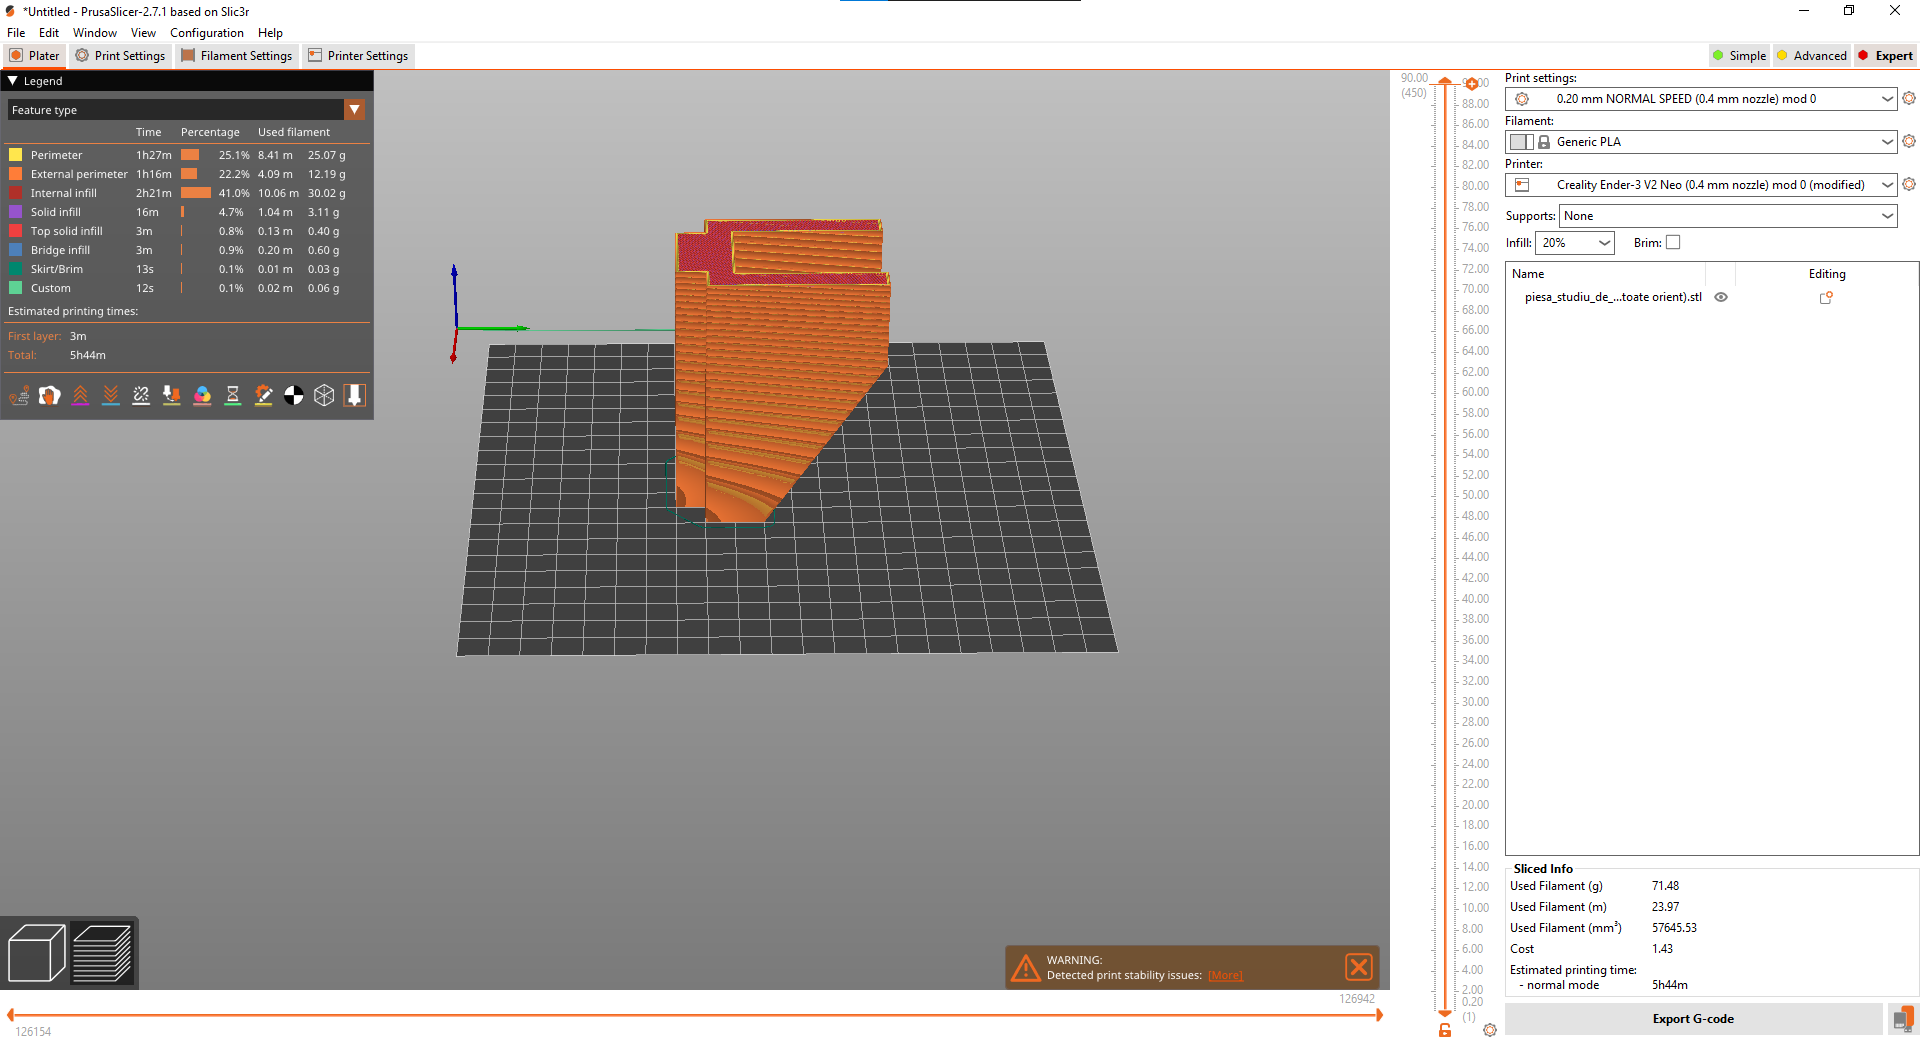 *Untitled - PrusaSlicer-2.7.1 based on Slic3r
File Edit Window View Configuration Help
Plater Print Settings Filament Settings Printer Settings Simple Advanced Expert
Legend
Feature type
Time Percentage Used filament
Perimeter 1h27m 25.1% 8.41 m 25.07 g
External perimeter 1h16m 22.2% 4.09 m 12.19 g
Internal infill 2h21m 41.0% 10.06 m 30.02 g
Solid infill 16m 4.7% 1.04 m 3.11 g
Top solid infill 3m 0.8% 0.13 m 0.40 g
Bridge infill 3m 0.9% 0.20 m 0.60 g
Skirt/Brim 13s 0.1% 0.01 m 0.03 g
Custom 12s 0.1% 0.02 m 0.06 g
Estimated printing times:
First layer: 3m
Total: 5h44m
WARNING:
Detected print stability issues: [More]
126942
126154
90.00
(450)
88.00
86.00
84.00
82.00
80.00
78.00
76.00
74.00
72.00
70.00
68.00
66.00
64.00
62.00
60.00
58.00
56.00
54.00
52.00
50.00
48.00
46.00
44.00
42.00
40.00
38.00
36.00
34.00
32.00
30.00
28.00
26.00
24.00
22.00
20.00
18.00
16.00
14.00
12.00
10.00
8.00
6.00
4.00
2.00
0.20
(1)
Print settings:
0.20 mm NORMAL SPEED (0.4 mm nozzle) mod 0
Filament:
Generic PLA
Printer:
Creality Ender-3 V2 Neo (0.4 mm nozzle) mod 0 (modified)
Supports: None
Infill: 20% Brim:
Name Editing
piesa_studiu_de_...toate orient).stl
Sliced Info
Used Filament (g) 71.48
Used Filament (m) 23.97
Used Filament (mm³) 57645.53
Cost 1.43
Estimated printing time:
- normal mode 5h44m
Export G-code